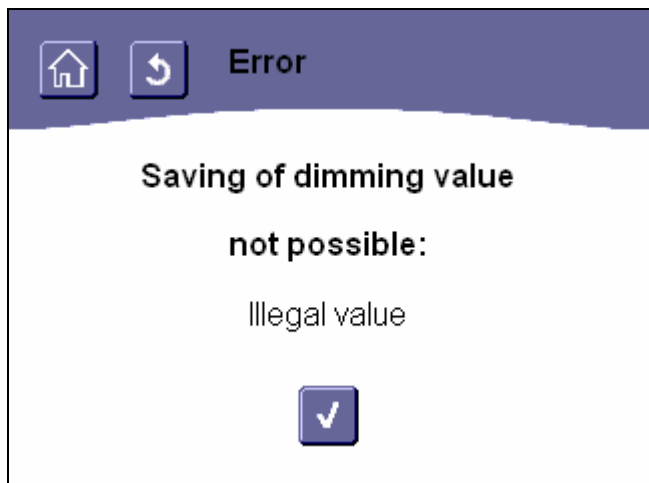 Error
Saving of dimming value
not possible:
Illegal value